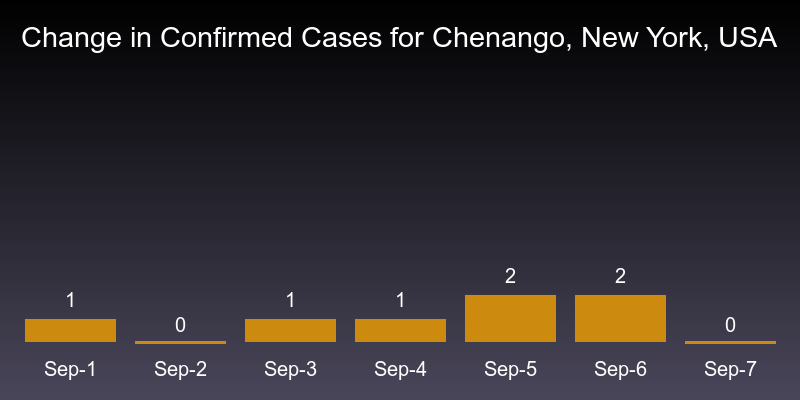 Change in Confirmed Cases for Chenango, New York, USA
1 0 1 1 2 2 0
Sep-1 Sep-2 Sep-3 Sep-4 Sep-5 Sep-6 Sep-7